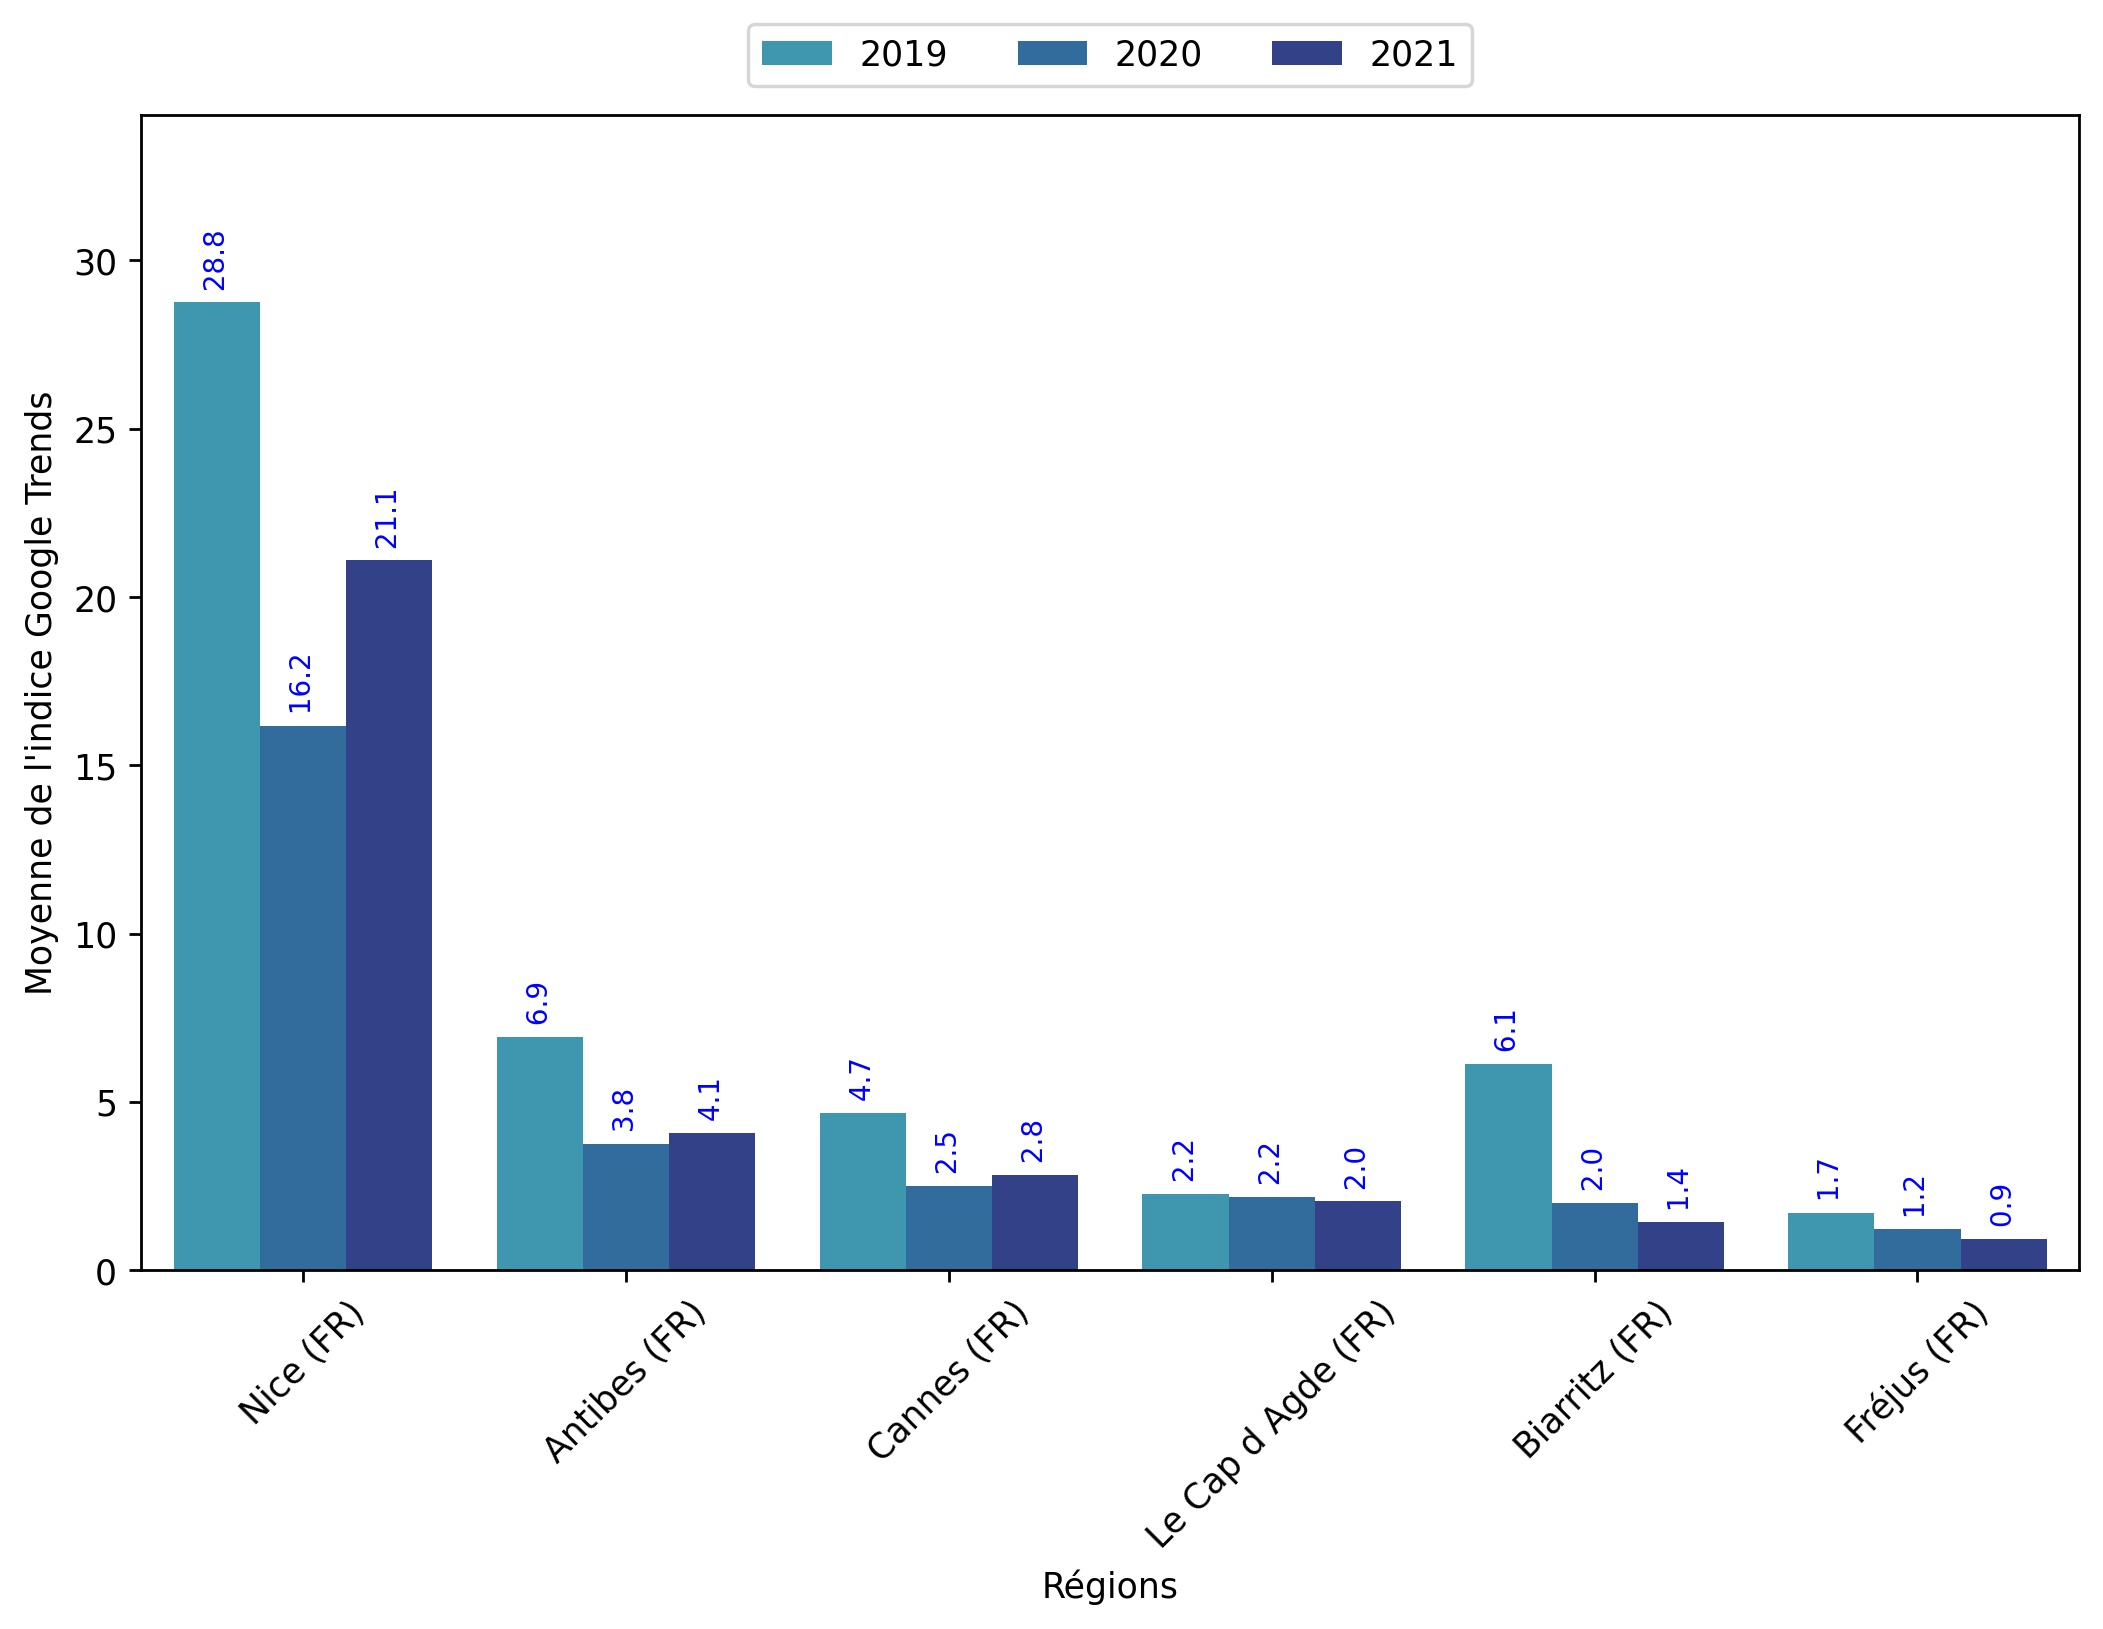 2019 2020 2021
Moyenne de l'indice Google Trends
30
25
20
15
10
5
0
28.8
16.2
21.1
6.9
3.8
4.1
4.7
2.5
2.8
2.2
2.2
2.0
6.1
2.0
1.4
1.7
1.2
0.9
Nice (FR)
Antibes (FR)
Cannes (FR)
Le Cap d Agde (FR)
Biarritz (FR)
Fréjus (FR)
Régions